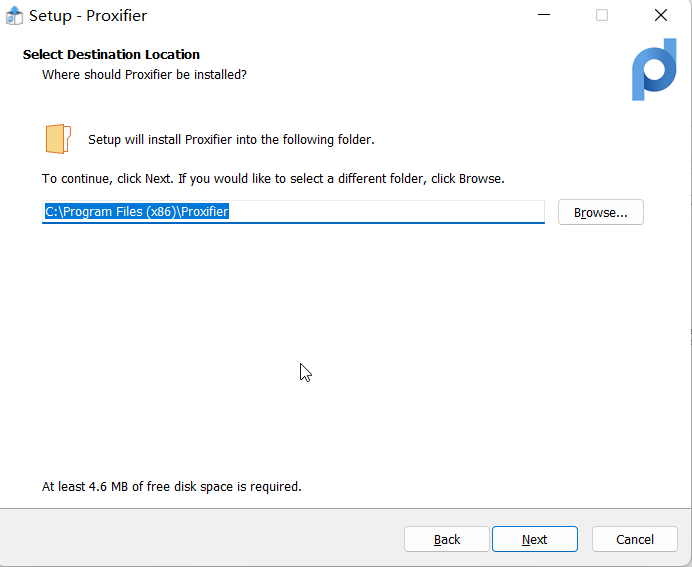 Setup - Proxifier
Select Destination Location
Where should Proxifier be installed?
Setup will install Proxifier into the following folder.
To continue, click Next. If you would like to select a different folder, click Browse.
C:\Program Files (x86)\Proxifier
Browse...
At least 4.6 MB of free disk space is required.
Back
Next
Cancel